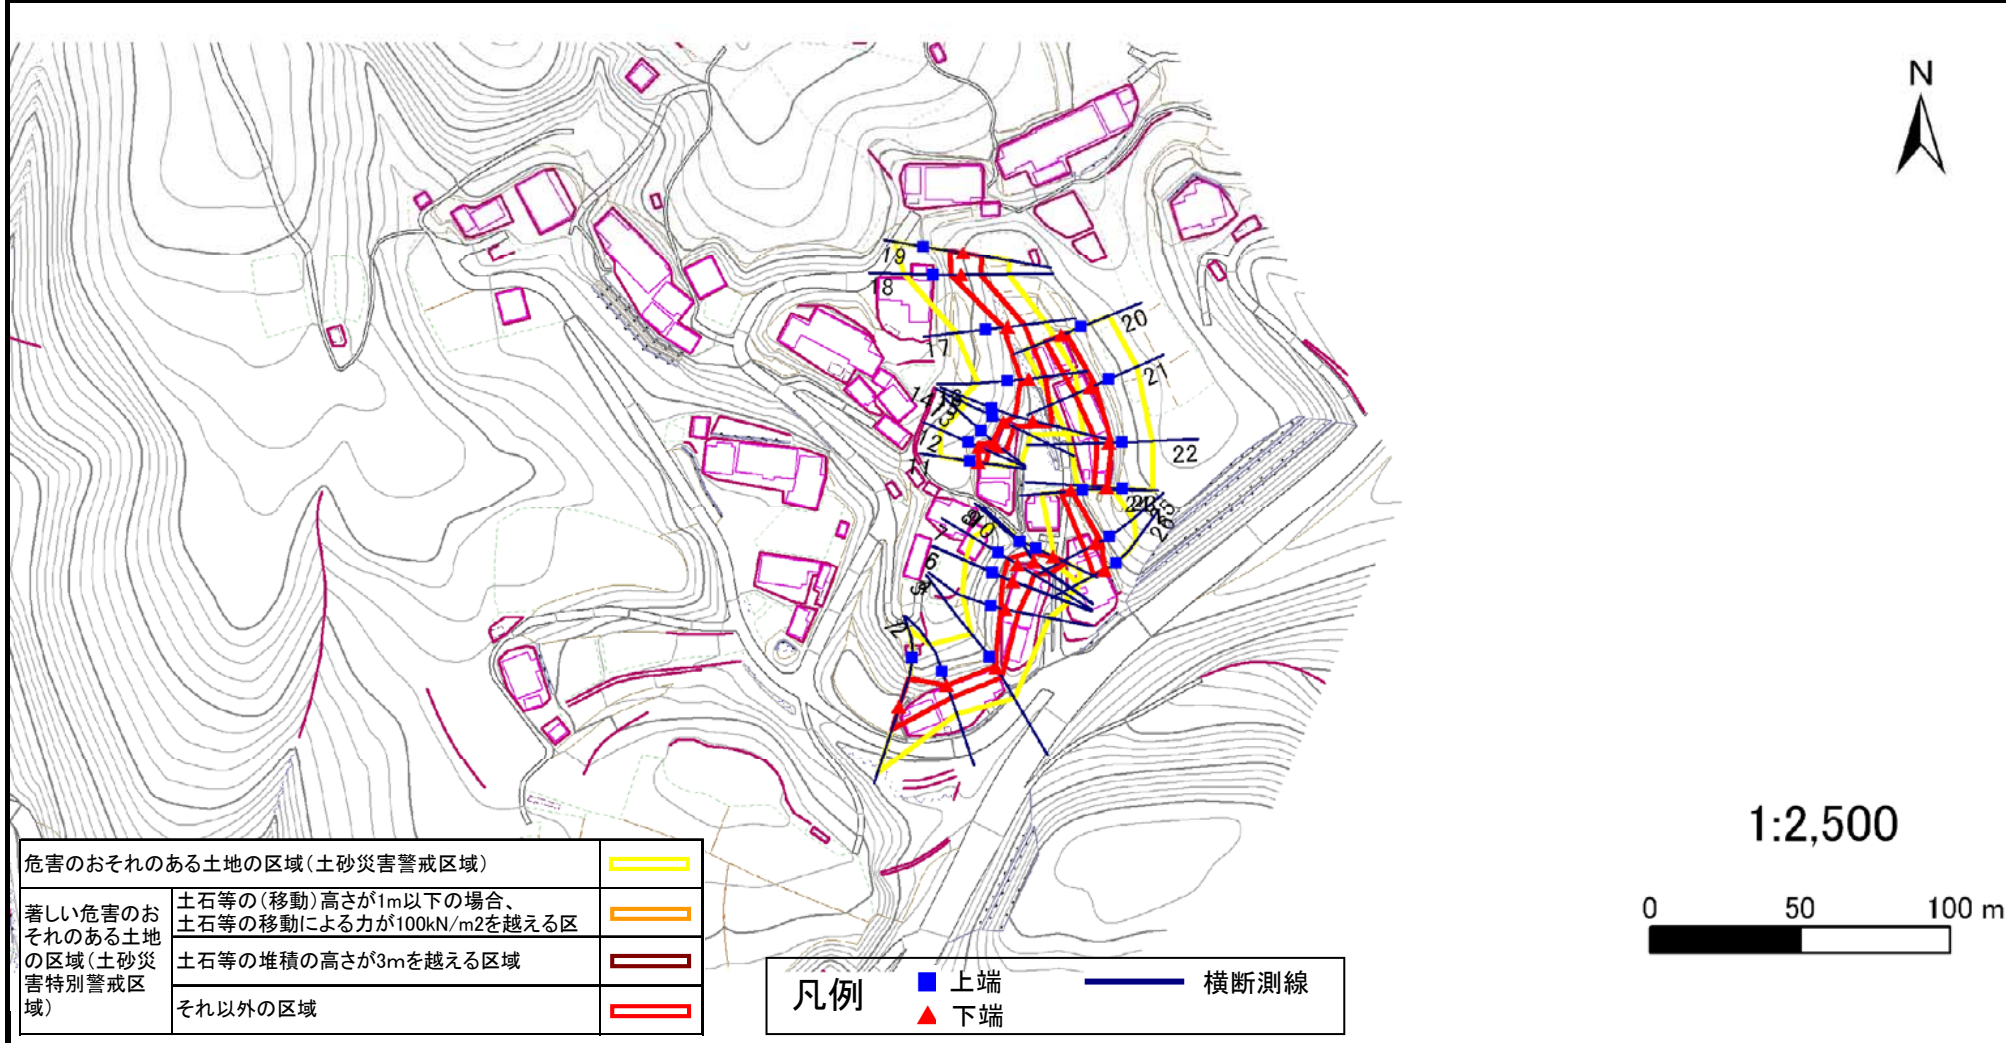 N
19
18
17
20
21
22
14
13
12
11
24
25
26
8
9
10
7
6
1
2
1:2,500
0 50 100 m
危害のおそれのある土地の区域(土砂災害警戒区域)
著しい危害のお
それのある土地
の区域(土砂災
害特別警戒区
域)
土石等の(移動)高さが1m以下の場合、
土石等の移動による力が100kN/m2を越える区
土石等の堆積の高さが3mを越える区域
それ以外の区域
凡例
上端
下端
横断測線